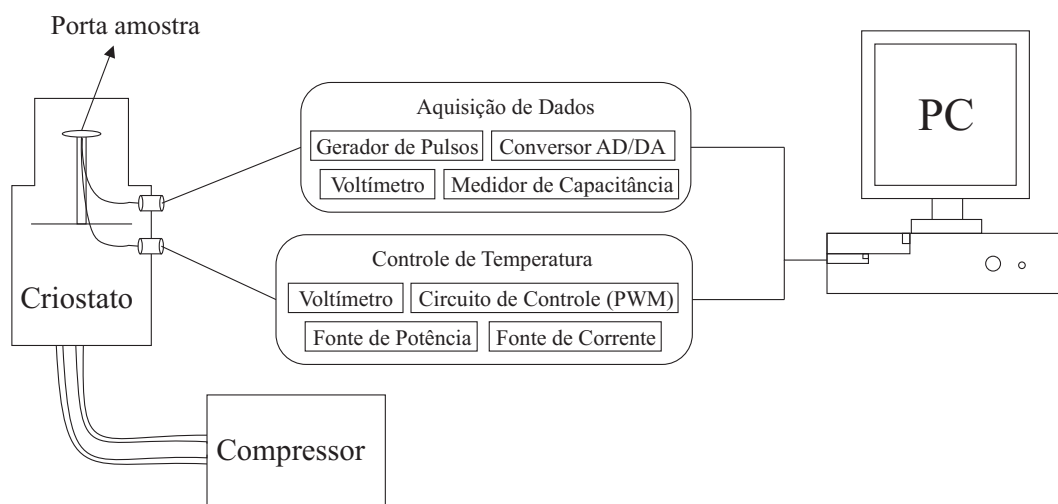 Porta amostra
Aquisição de Dados
Gerador de Pulsos
Conversor AD/DA
Voltímetro
Medidor de Capacitância
PC
Controle de Temperatura
Voltímetro
Circuito de Controle (PWM)
Fonte de Potência
Fonte de Corrente
Criostato
Compressor